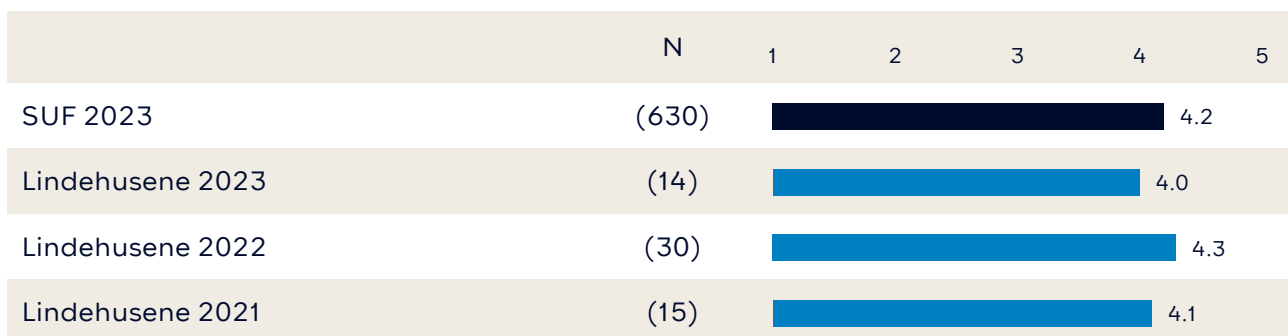 N 1 2 3 4 5
SUF 2023 (630) 4.2
Lindehusene 2023 (14) 4.0
Lindehusene 2022 (30) 4.3
Lindehusene 2021 (15) 4.1